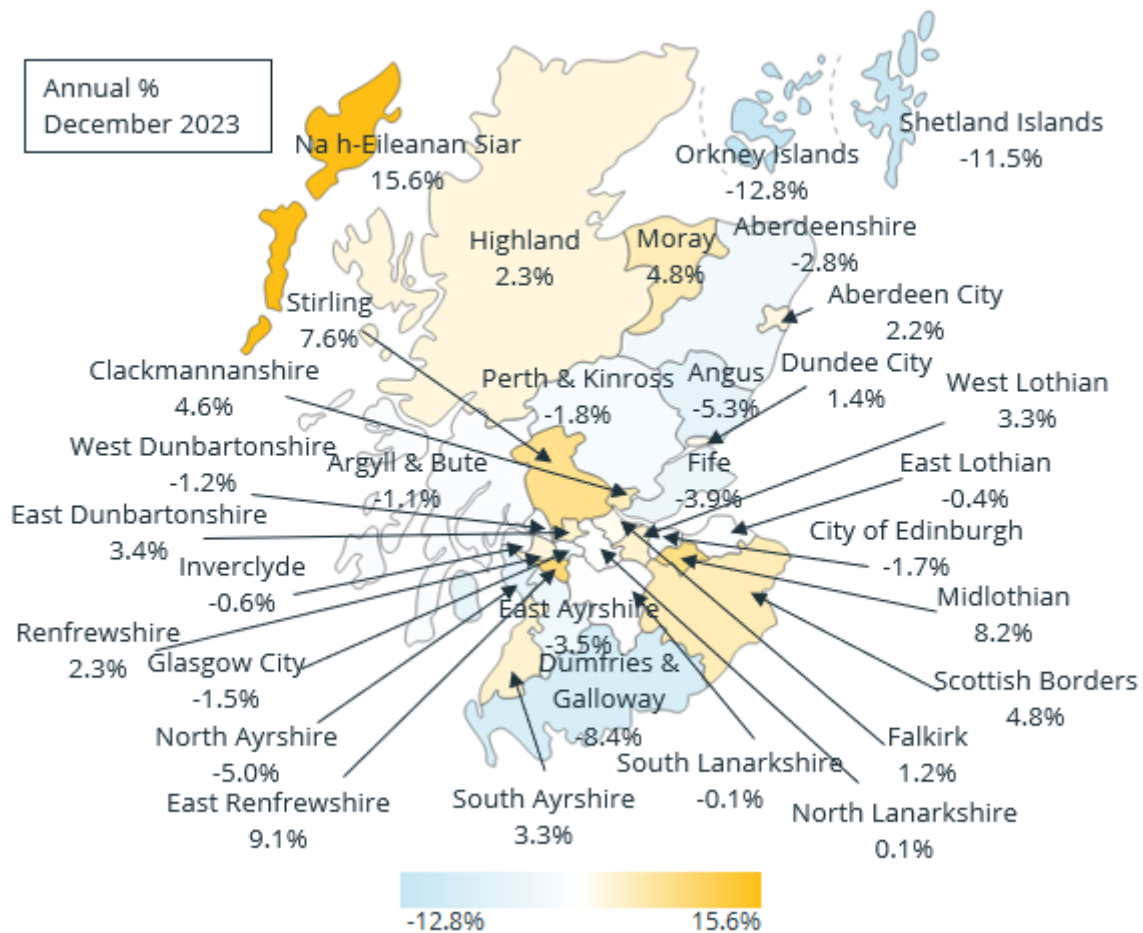 Annual %
December 2023
Na h-Eileanan Siar
15.6%
Shetland Islands
-11.5%
Orkney Islands
-12.8%
Highland
2.3%
Moray
4.8%
Aberdeenshire
-2.8%
Stirling
7.6%
Aberdeen City
2.2%
Clackmannanshire
4.6%
Perth & Kinross
-1.8%
Angus
-5.3%
Dundee City
1.4%
West Lothian
3.3%
West Dunbartonshire
-1.2%
Argyll & Bute
-1.1%
Fife
-3.9%
East Lothian
-0.4%
East Dunbartonshire
3.4%
City of Edinburgh
-1.7%
Inverclyde
-0.6%
Midlothian
8.2%
Renfrewshire
2.3%
East Ayrshire
-3.5%
Glasgow City
-1.5%
Dumfries &
Galloway
-8.4%
Scottish Borders
4.8%
North Ayrshire
-5.0%
Falkirk
1.2%
South Lanarkshire
-0.1%
East Renfrewshire
9.1%
South Ayrshire
3.3%
North Lanarkshire
0.1%
-12.8%
15.6%